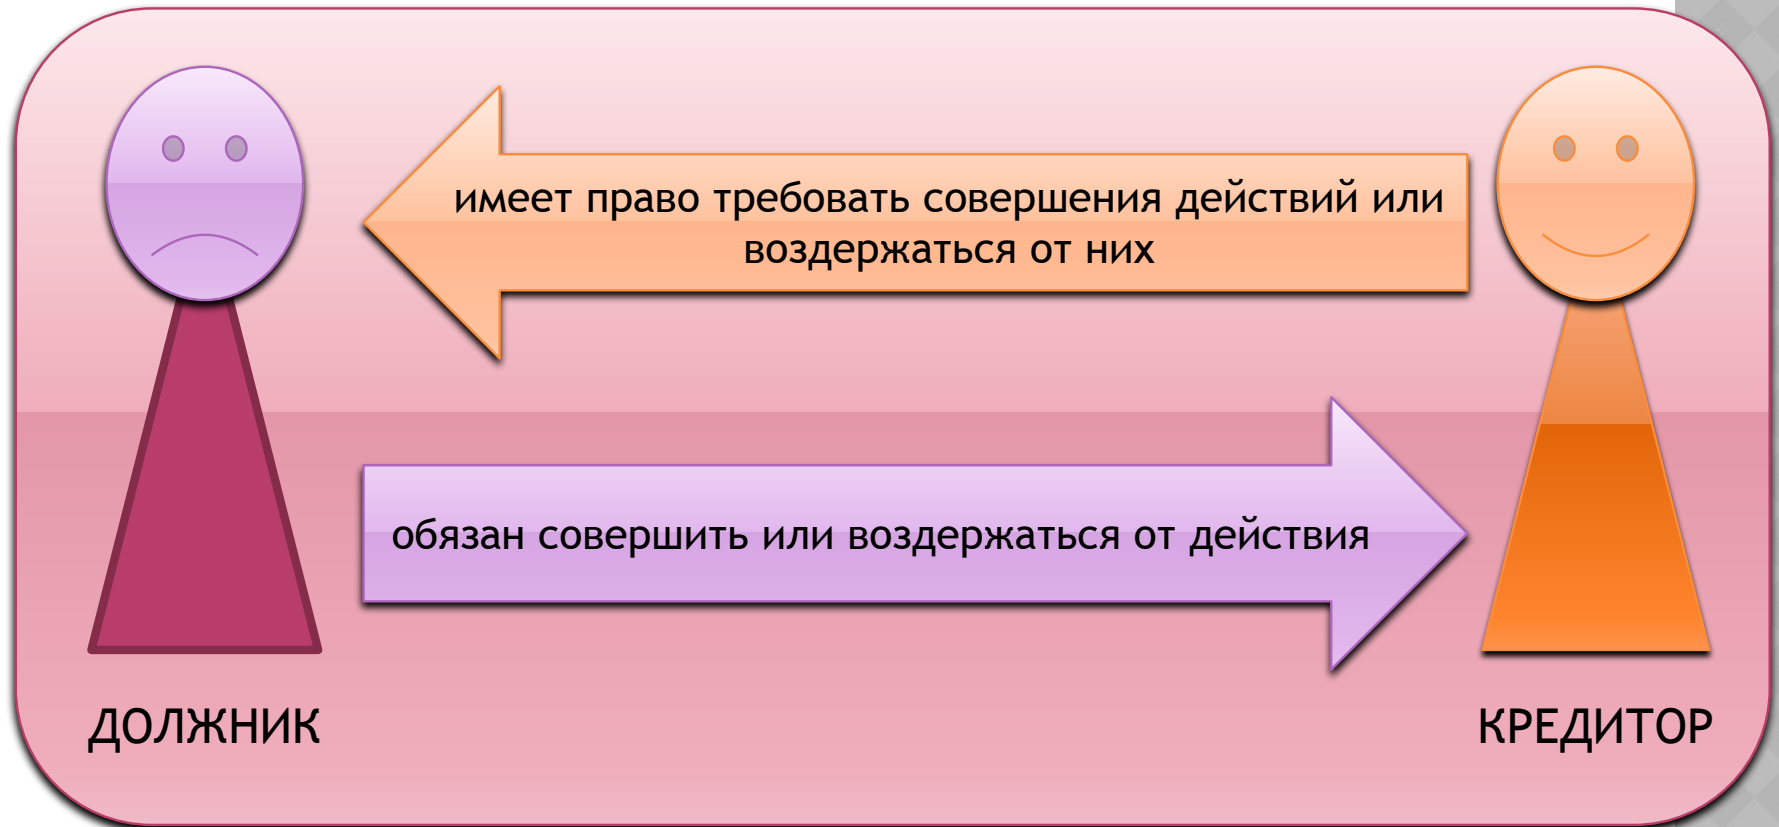 имеет право требовать совершения действий или
воздержаться от них
обязан совершить или воздержаться от действия
ДОЛЖНИК
КРЕДИТОР